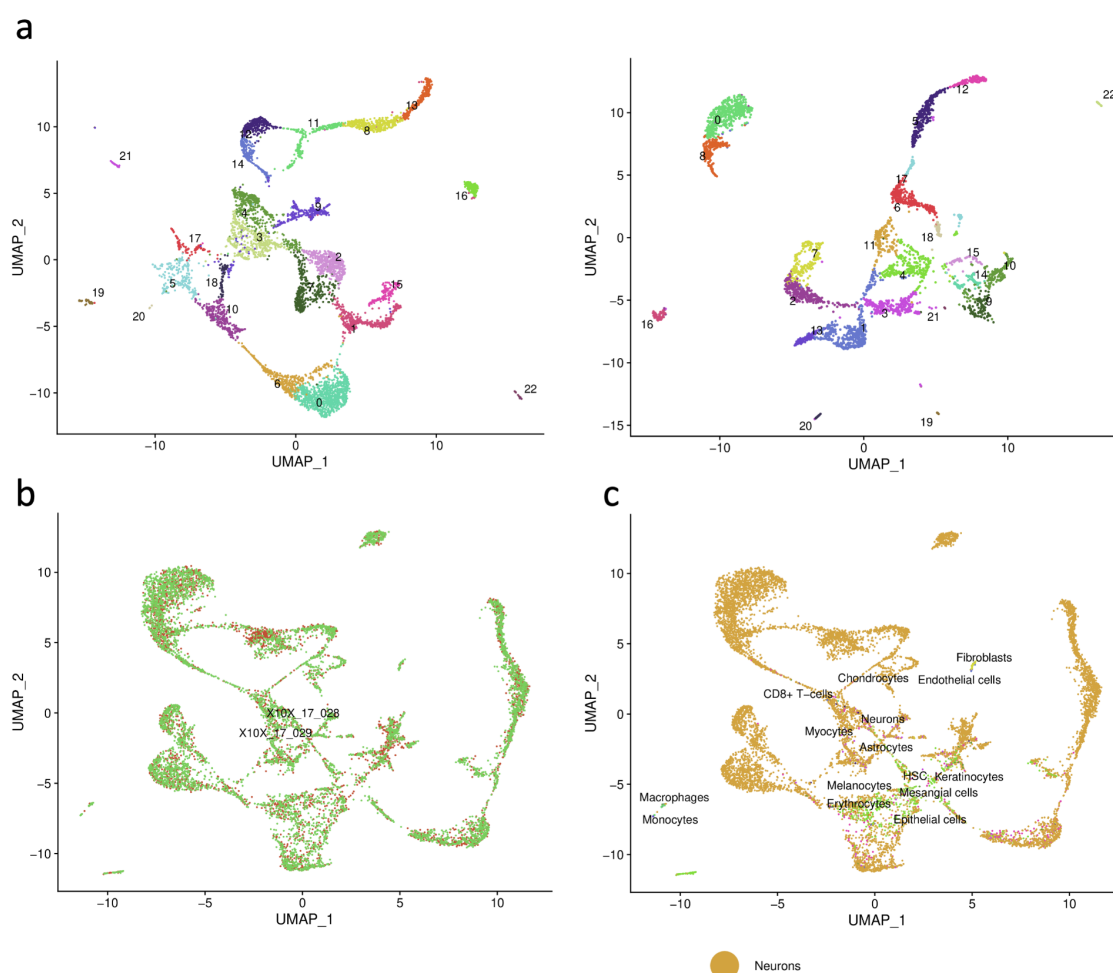 a
13
12
11
8
14
21
16
9
4
3
17
2
5
18
15
19
10
20
1
6
0
22
10
5
0
−5
−10
−10
0
10
UMAP_1
UMAP_2
22
12
0
5
8
17
6
18
11
7
15
10
4
14
2
9
3
21
16
13
1
20
19
10
5
0
−5
−10
−15
−10
0
10
UMAP_1
UMAP_2
b
X10X_17_028
X10X_17_029
10
5
0
−5
−10
−10
−5
0
5
10
UMAP_1
UMAP_2
c
Fibroblasts
Chondrocytes
Endothelial cells
CD8+ T−cells
Neurons
Myocytes
Astrocytes
HSC
Keratinocytes
Melanocytes
Mesangial cells
Macrophages
Erythrocytes
Monocytes
Epithelial cells
10
5
0
−5
−10
−10
−5
0
5
10
UMAP_1
UMAP_2
Neurons